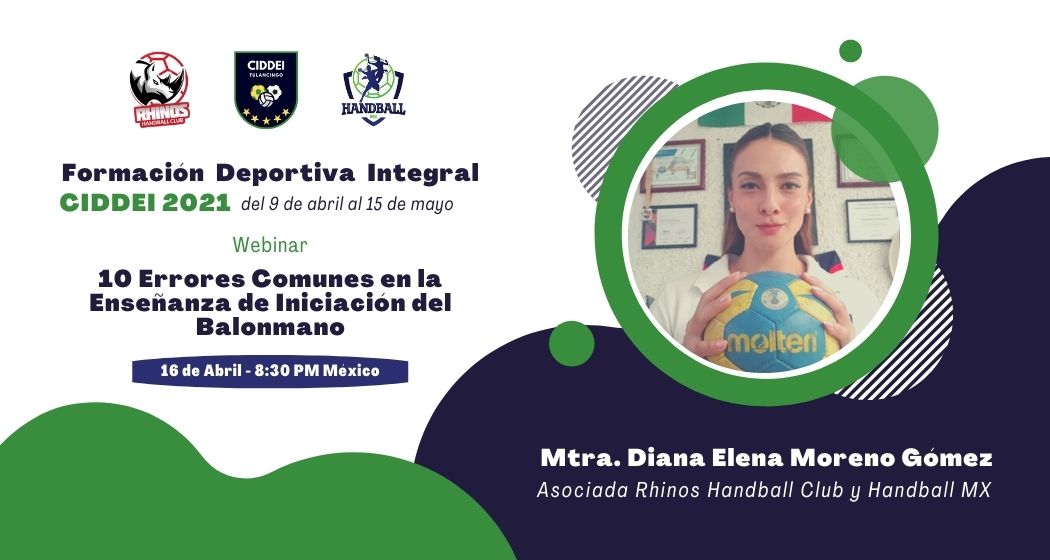 RHINOS
HANDBALL CLUB
CIDDEI
TULANCINGO
HANDBALL
MX
Formación Deportiva Integral
CIDDEI 2021 del 9 de abril al 15 de mayo
Webinar
10 Errores Comunes en la
Enseñanza de Iniciación del
Balonmano
16 de Abril - 8:30 PM México
molten
Mtra. Diana Elena Moreno Gómez
Asociada Rhinos Handball Club y Handball MX